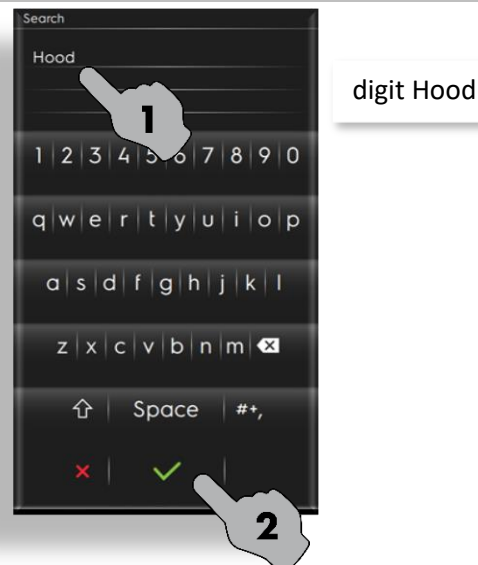 Search
Hood
digit Hood
1
1 2 3 4 5 6 7 8 9 0
q w e r t y u i o p
a s d f g h j k l
z x c v b n m
Space #+,
2